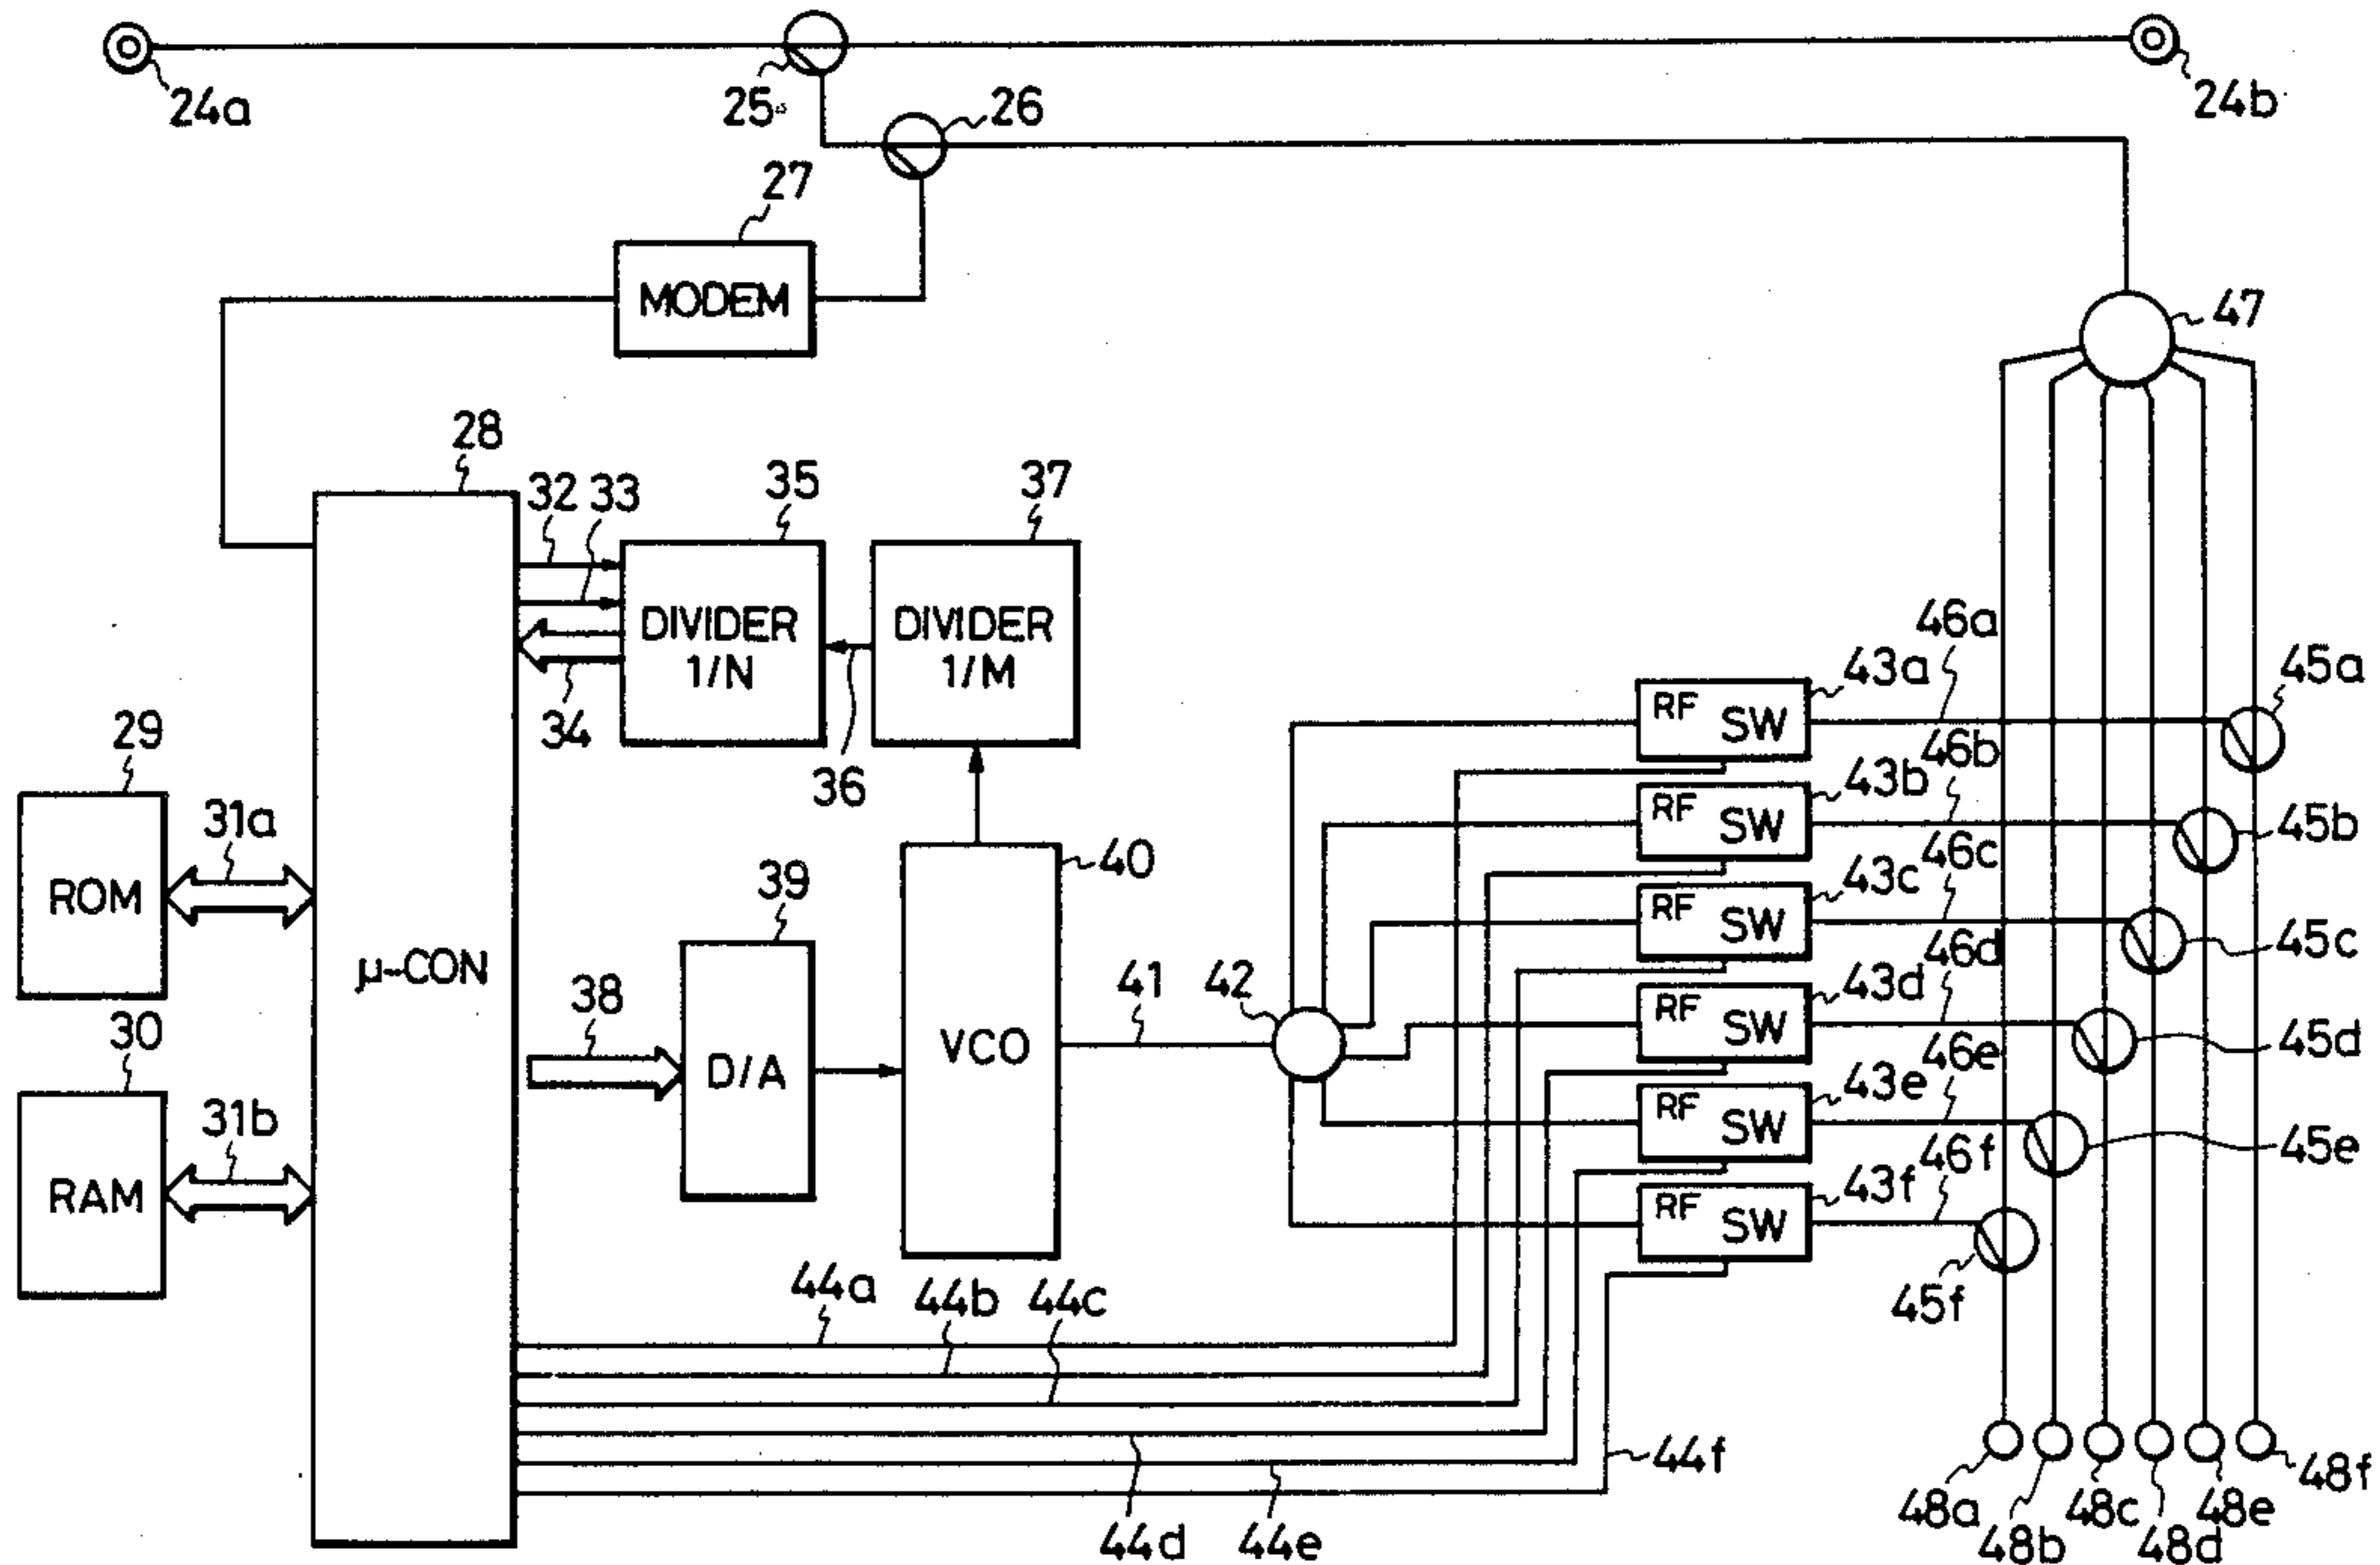 24a
25
26
24b
27
MODEM
47
28
32
33
35
37
DIVIDER
1/N
DIVIDER
1/M
34
36
46a
43a
RF SW
45a
46b
43b
RF SW
45b
46c
43c
RF SW
45c
46d
43d
RF SW
45d
46e
43e
RF SW
45e
46f
43f
RF SW
45f
29
ROM
31a
30
RAM
31b
μ-CON
38
39
D/A
40
VCO
41
42
44a
44b
44c
44d
44e
44f
48a
48b
48c
48d
48e
48f